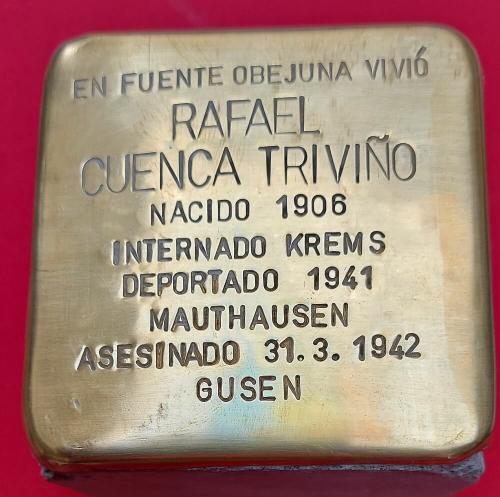 EN FUENTE OBEJUNA VIVIÓ
RAFAEL
CUENCA TRIVIÑO
NACIDO 1906
INTERNADO KREMS
DEPORTADO 1941
MAUTHAUSEN
ASESINADO 31.3.1942
GUSEN